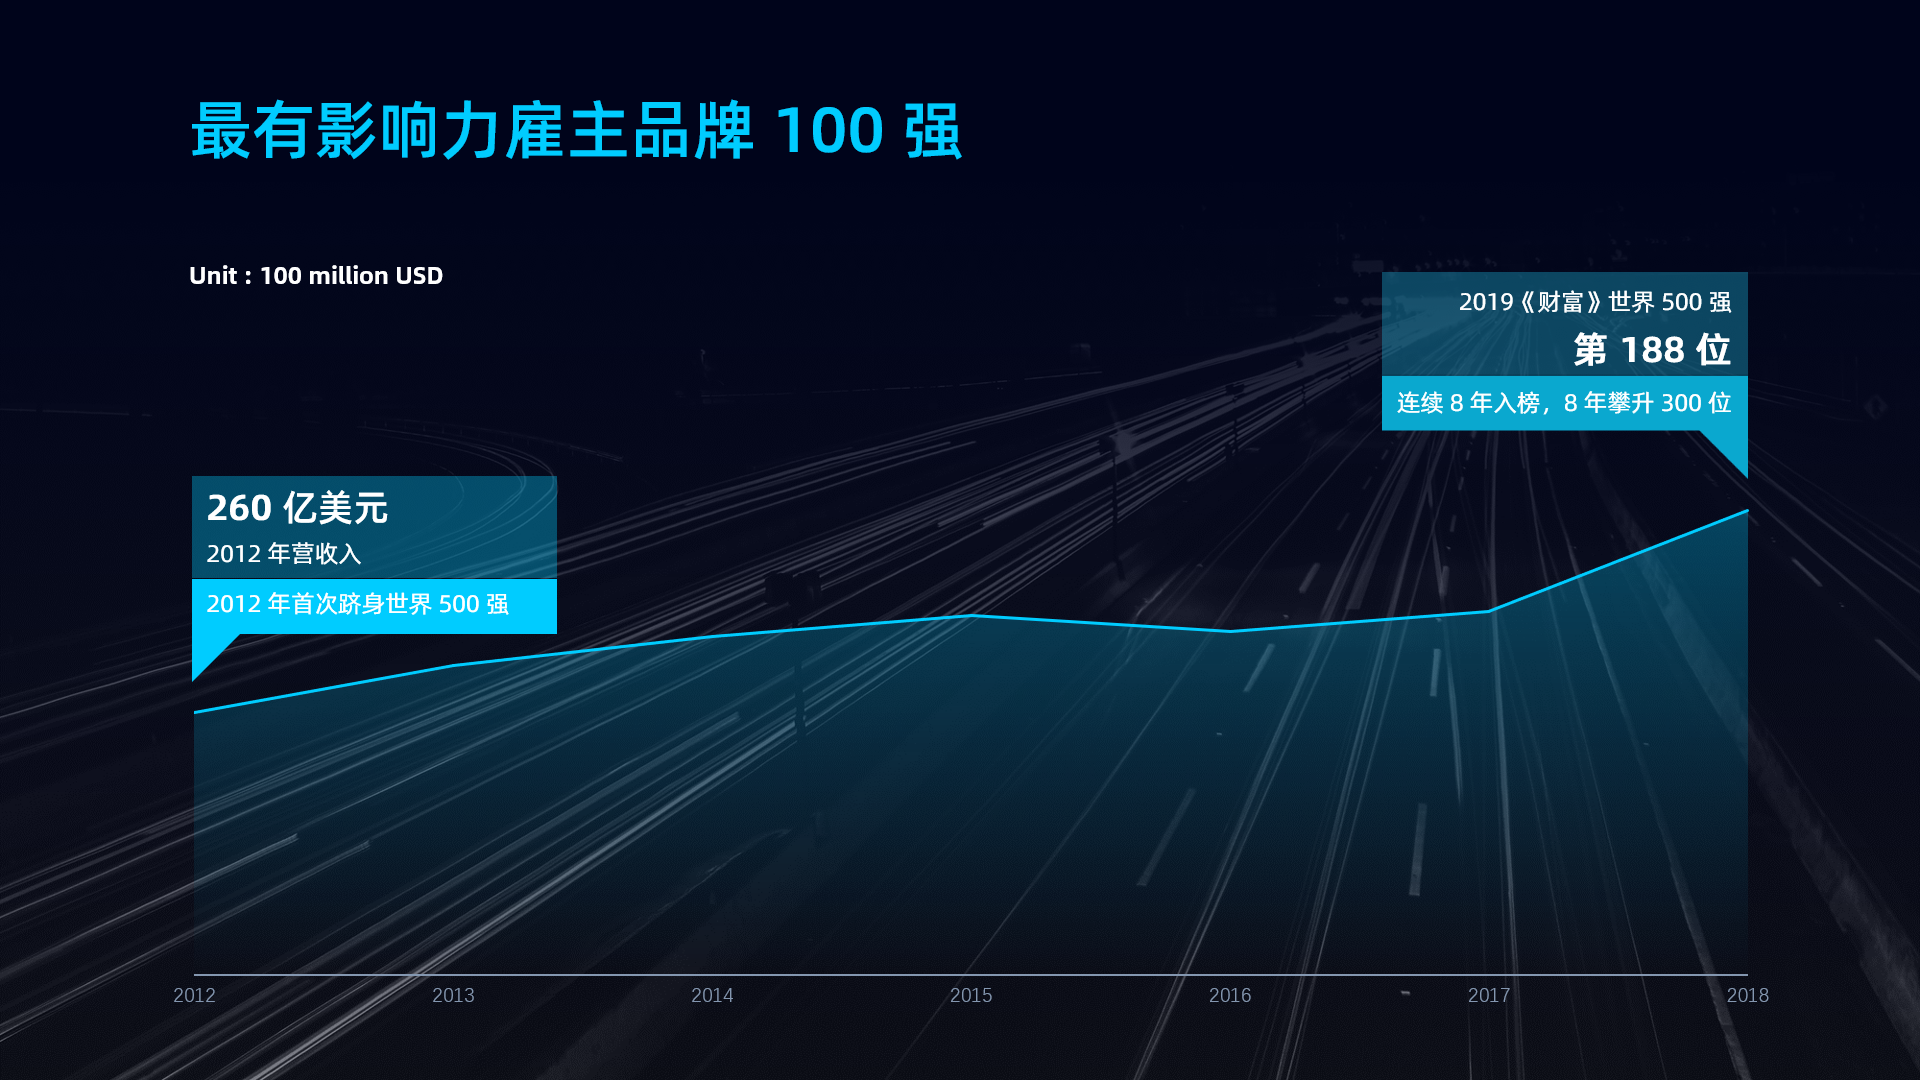 最有影响力雇主品牌 100 强
Unit : 100 million USD
2019《财富》世界 500 强
第 188 位
连续 8 年入榜，8 年攀升 300 位
260 亿美元
2012 年营收入
2012 年首次跻身世界 500 强
2012 2013 2014 2015 2016 2017 2018